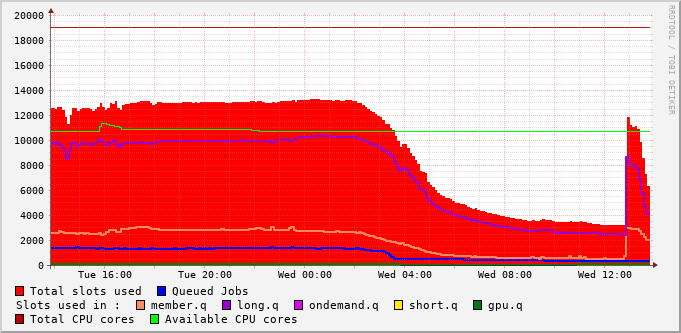 RRDTOOL / TOBI OETIKER
20000
18000
16000
14000
12000
10000
8000
6000
4000
2000
0
Tue 16:00 Tue 20:00 Wed 00:00 Wed 04:00 Wed 08:00 Wed 12:00
Total slots used Queued Jobs
Slots used in : member.q long.q ondemand.q short.q gpu.q
Total CPU cores Available CPU cores